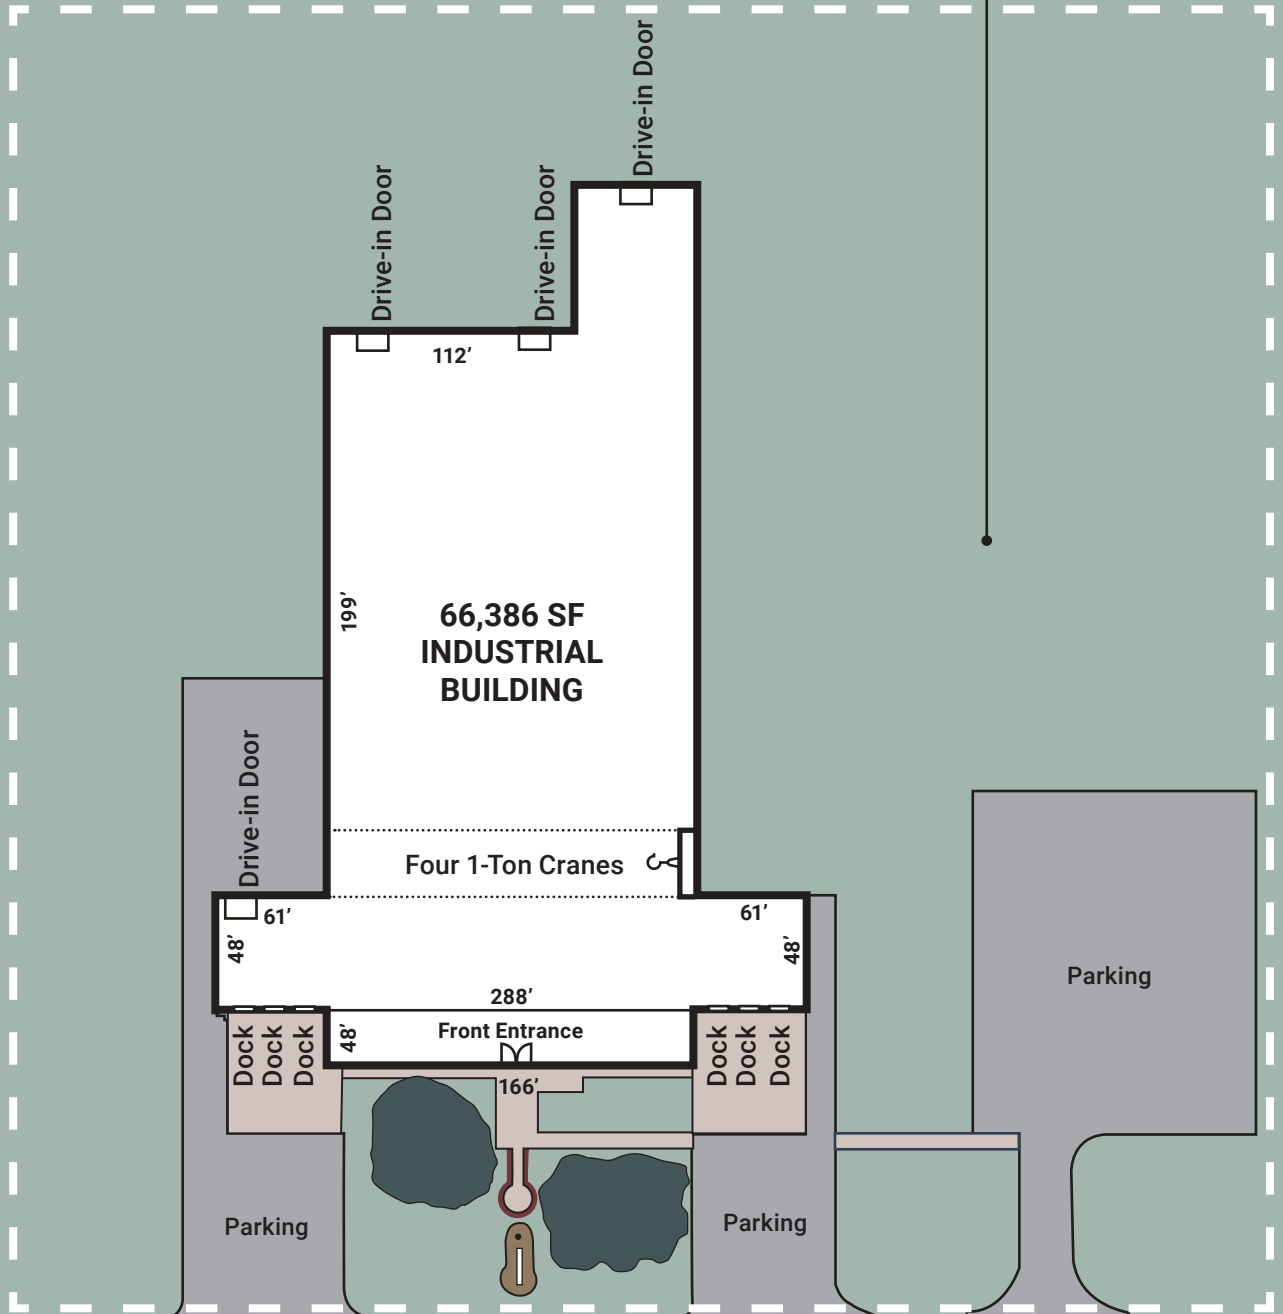 Drive-in Door
Drive-in Door
Drive-in Door
112’
199’
66,386 SF
INDUSTRIAL
BUILDING
Drive-in Door
Four 1-Ton Cranes
61’
61’
48’
48’
288’
Front Entrance
48’
166’
Dock
Dock
Dock
Dock
Dock
Dock
Parking
Parking
Parking